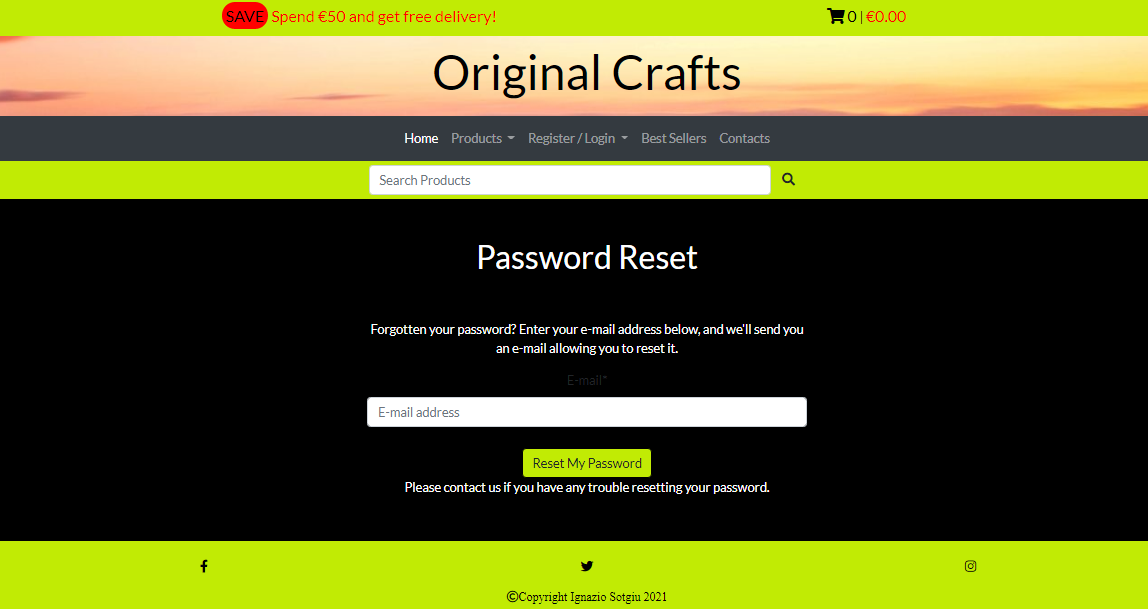 SAVE Spend €50 and get free delivery! 0 | €0.00
Original Crafts
Home Products Register / Login Best Sellers Contacts
Search Products
Password Reset
Forgotten your password? Enter your e-mail address below, and we'll send you
an e-mail allowing you to reset it.
E-mail*
E-mail address
Reset My Password
Please contact us if you have any trouble resetting your password.
©Copyright Ignazio Sotgiu 2021